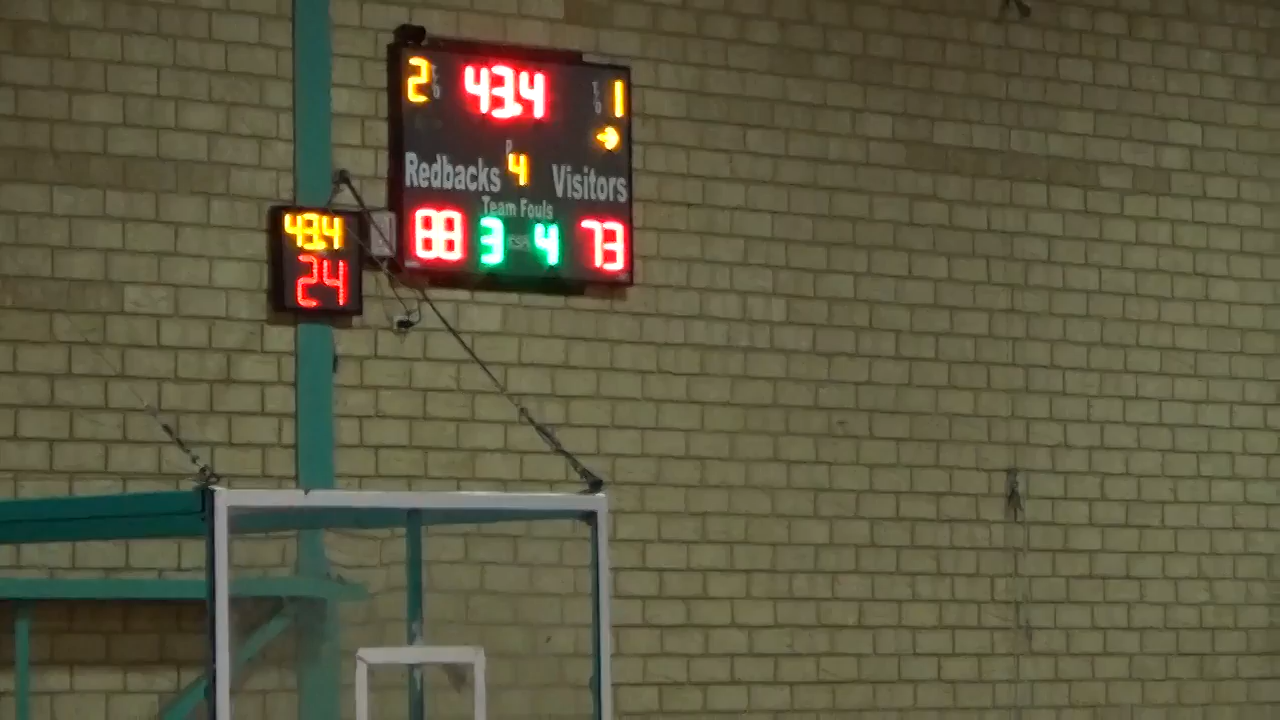 2 43.4 1
P
Redbacks 4 Visitors
Team Fouls
88 3 4 73
43.4
24